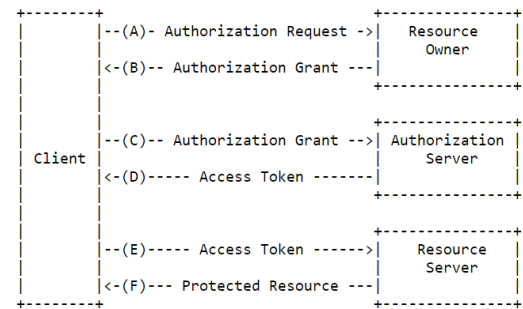 +--------+                               +---------------+
|        |--(A)- Authorization Request ->|   Resource    |
|        |                               |     Owner     |
|        |<-(B)-- Authorization Grant ---|               |
|        |                               +---------------+
|        |
|        |                               +---------------+
|        |--(C)-- Authorization Grant -->| Authorization |
| Client |                               |     Server    |
|        |<-(D)----- Access Token -------|               |
|        |                               +---------------+
|        |
|        |                               +---------------+
|        |--(E)----- Access Token ------>|    Resource   |
|        |                               |     Server    |
|        |<-(F)--- Protected Resource ---|               |
+--------+                               +---------------+